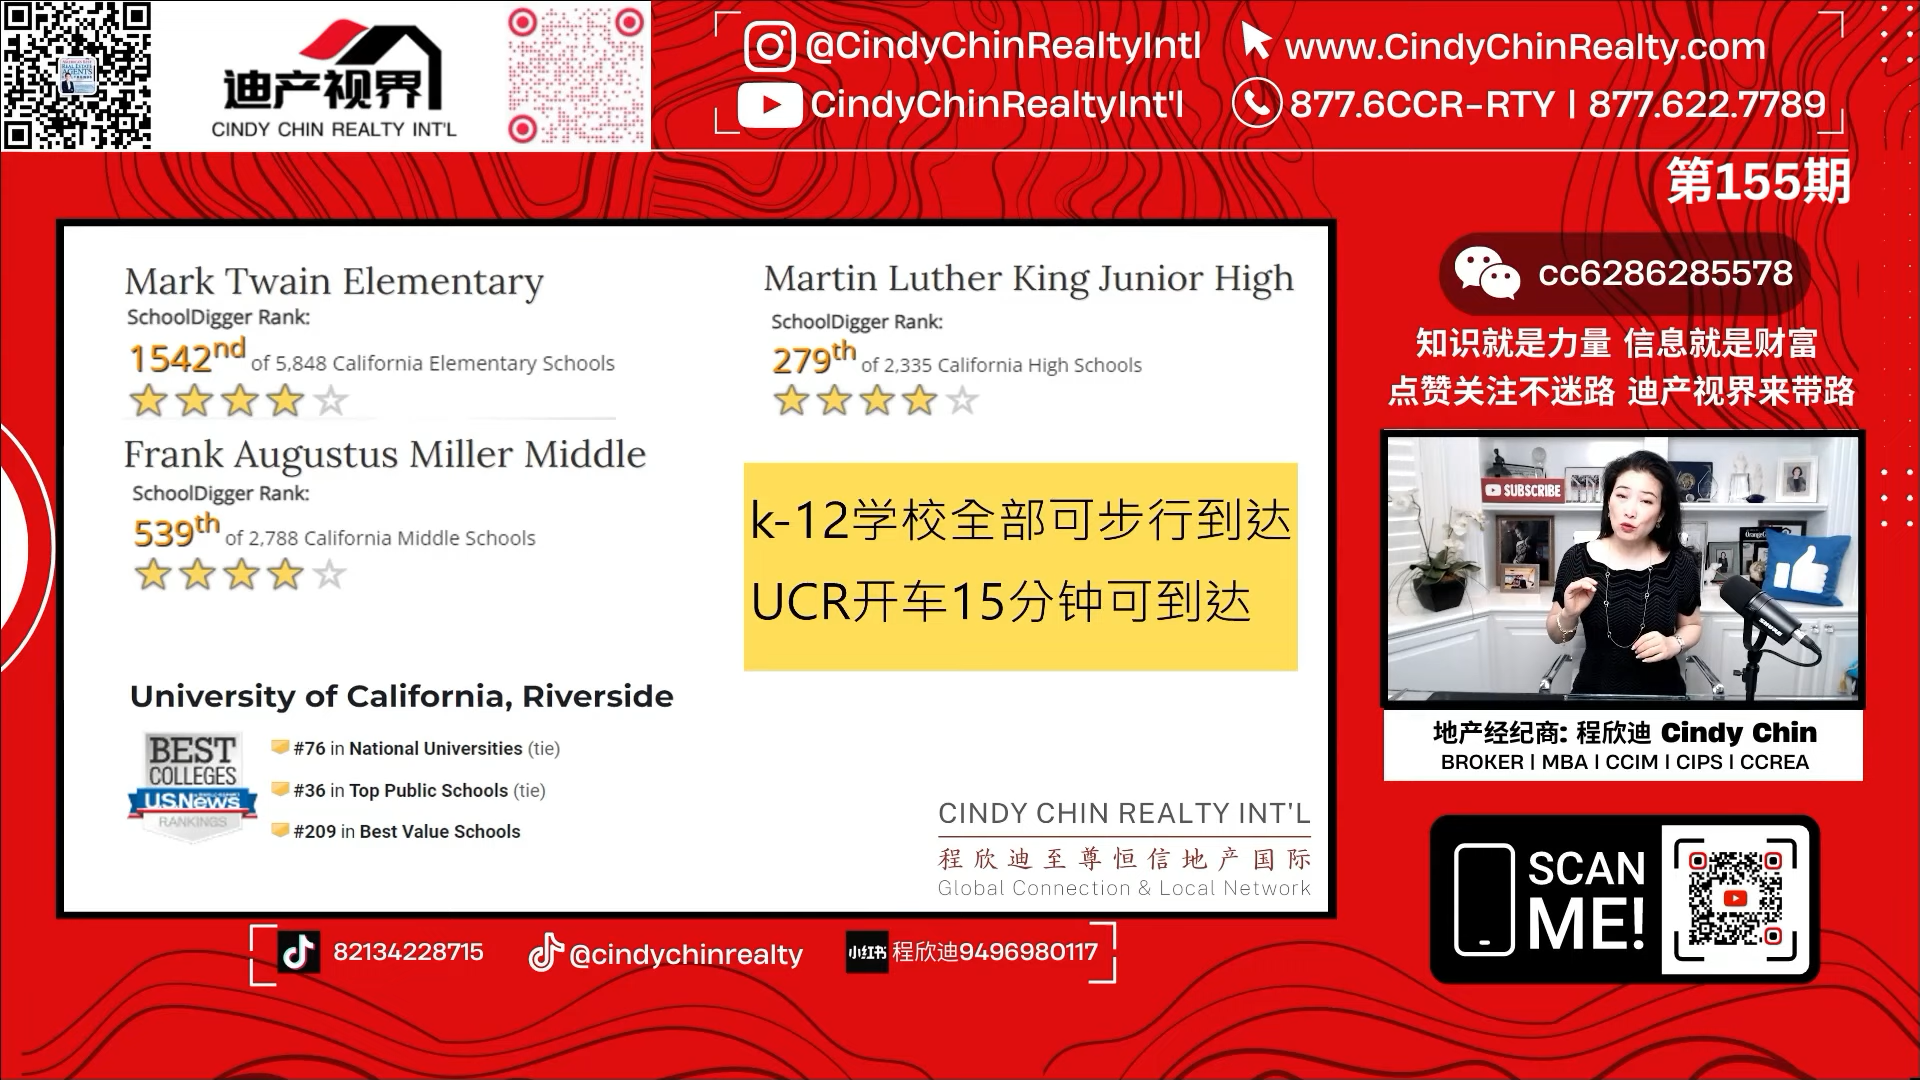 迪产视界
CINDY CHIN REALTY INT'L
@CindyChinRealtyIntl
www.CindyChinRealty.com
CindyChinRealtyInt'l
877.6CCR-RTY | 877.622.7789
第155期
Mark Twain Elementary
SchoolDigger Rank:
1542nd of 5,848 California Elementary Schools
Frank Augustus Miller Middle
SchoolDigger Rank:
539th of 2,788 California Middle Schools
Martin Luther King Junior High
SchoolDigger Rank:
279th of 2,335 California High Schools
k-12学校全部可步行到达
UCR开车15分钟可到达
University of California, Riverside
BEST
COLLEGES
U.S.News
RANKINGS
#76 in National Universities (tie)
#36 in Top Public Schools (tie)
#209 in Best Value Schools
CINDY CHIN REALTY INT'L
程欣迪至尊恒信地产国际
Global Connection & Local Network
cc6286285578
知识就是力量 信息就是财富
点赞关注不迷路 迪产视界来带路
SUBSCRIBE
地产经纪商: 程欣迪 Cindy Chin
BROKER | MBA | CCIM | CIPS | CCREA
SCAN
ME!
82134228715
@cindychinrealty
小红书 程欣迪9496980117